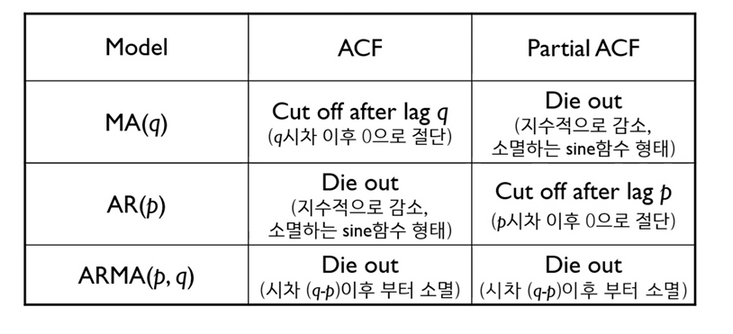 Model
ACF
Partial ACF
MA(q)
Cut off after lag q
(q시차 이후 0으로 절단)
Die out
(지수적으로 감소,
소멸하는 sine함수 형태)
AR(p)
Die out
(지수적으로 감소,
소멸하는 sine함수 형태)
Cut off after lag p
(p시차 이후 0으로 절단)
ARMA(p, q)
Die out
(시차 (q-p)이후 부터 소멸)
Die out
(시차 (q-p)이후 부터 소멸)